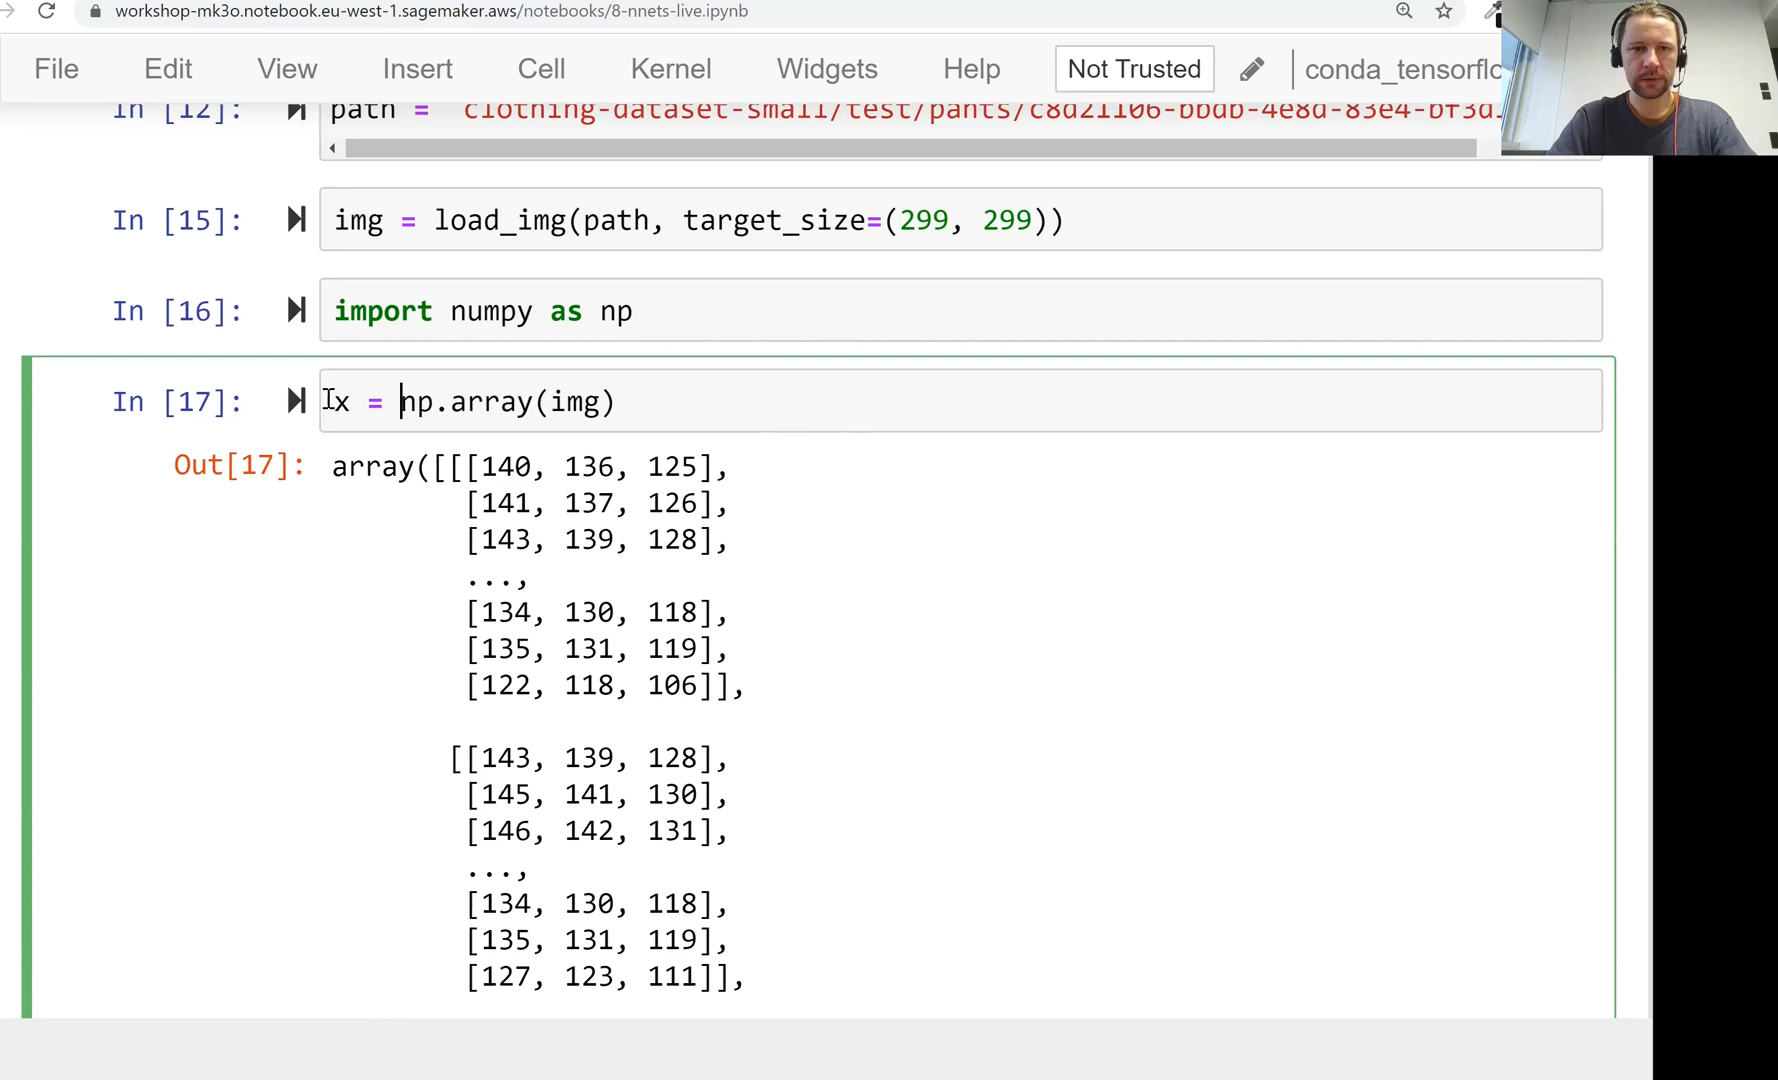 workshop-mk3o.notebook.eu-west-1.sagemaker.aws/notebooks/8-nnets-live.ipynb
File Edit View Insert Cell Kernel Widgets Help Not Trusted conda_tensorflo
In [12]: path = clothing-dataset-small/test/pants/c8d21106-bbdb-4e8d-83e4-bf3d
In [15]: img = load_img(path, target_size=(299, 299))
In [16]: import numpy as np
In [17]: x = np.array(img)
Out[17]: array([[[140, 136, 125],
[141, 137, 126],
[143, 139, 128],
...,
[134, 130, 118],
[135, 131, 119],
[122, 118, 106]],
[[143, 139, 128],
[145, 141, 130],
[146, 142, 131],
...,
[134, 130, 118],
[135, 131, 119],
[127, 123, 111]],